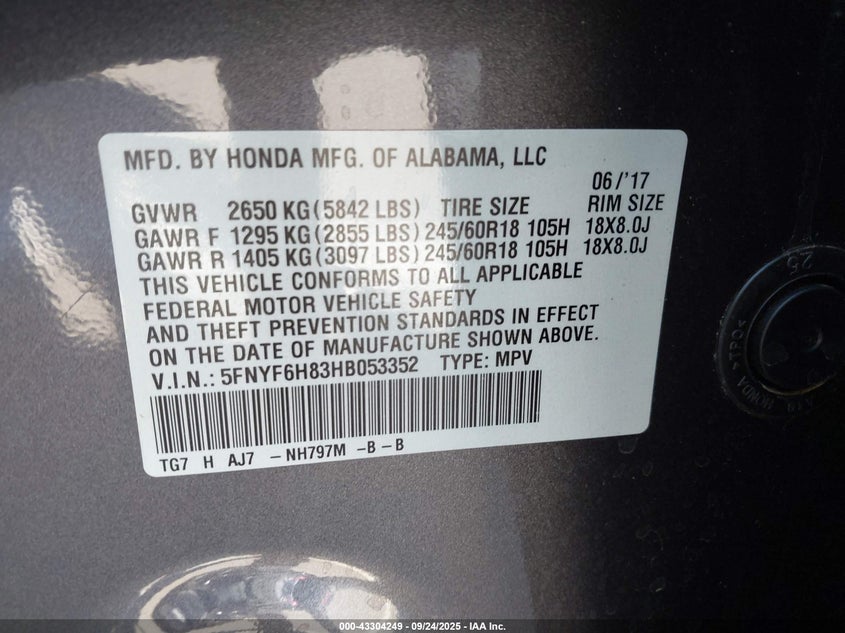 MFD. BY HONDA MFG. OF ALABAMA, LLC
06/'17
GVWR 2650 KG (5842 LBS) TIRE SIZE RIM SIZE
GAWR F 1295 KG (2855 LBS) 245/60R18 105H 18X8.0J
GAWR R 1405 KG (3097 LBS) 245/60R18 105H 18X8.0J
THIS VEHICLE CONFORMS TO ALL APPLICABLE
FEDERAL MOTOR VEHICLE SAFETY
AND THEFT PREVENTION STANDARDS IN EFFECT
ON THE DATE OF MANUFACTURE SHOWN ABOVE.
V.I.N.: 5FNYF6H83HB053352 TYPE: MPV
TG7 H AJ7 -NH797M -B-B
25
HONDA >TPO<
000-43304249 - 09/24/2025 - IAA Inc.